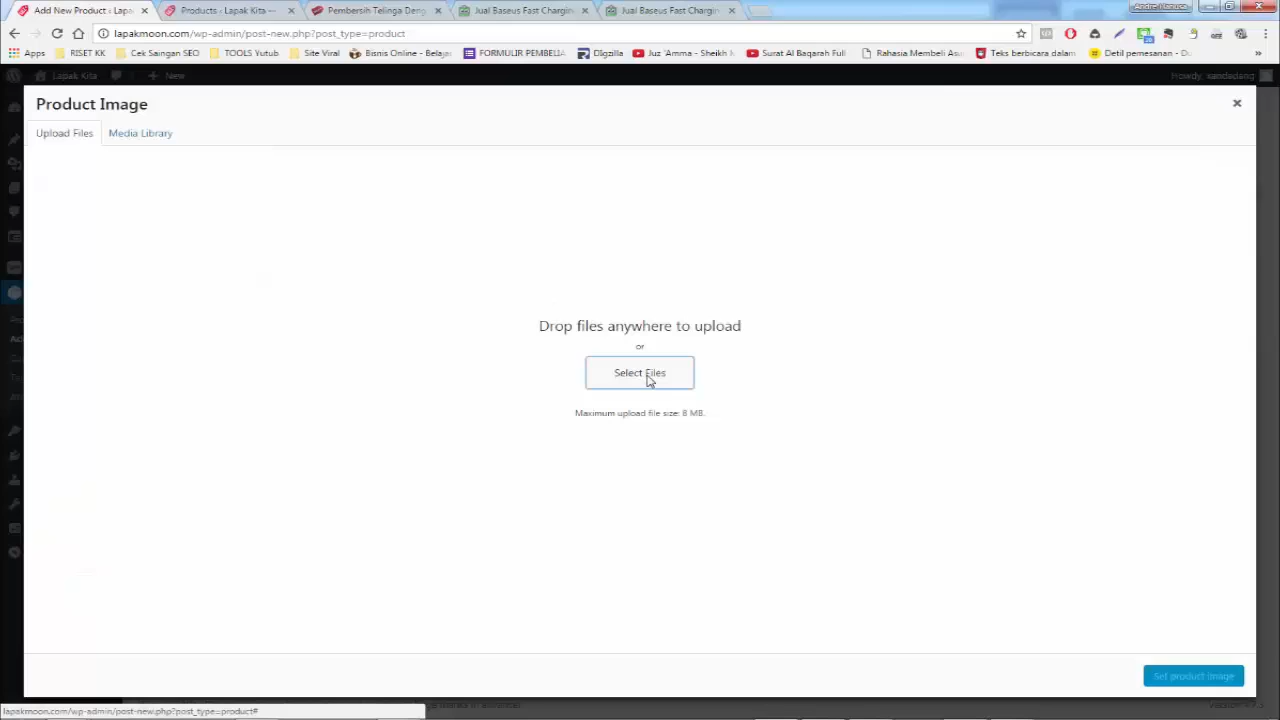 Add New Product ‹ Lapak
Products ‹ Lapak Kita —
Pembersih Telinga Deng
Jual Baseus Fast Chargin
Jual Baseus Fast Chargin
lapakmoon.com/wp-admin/post-new.php?post_type=product
Apps
RISET KK
Cek Saingan SEO
TOOLS Yutub
Site Viral
Bisnis Online - Belaja
FORMULIR PEMBELIA
Digzilla
Juz 'Amma - Sheikh M
Surat Al Baqarah Full
Rahasia Membeli Asu
Teks berbicara dalam
Detil pemesanan - D
Lapak Kita
New
Howdy,
Product Image
Upload Files
Media Library
Drop files anywhere to upload
or
Select Files
Maximum upload file size: 8 MB.
Set product image
lapakmoon.com/wp-admin/post-new.php?post_type=product#